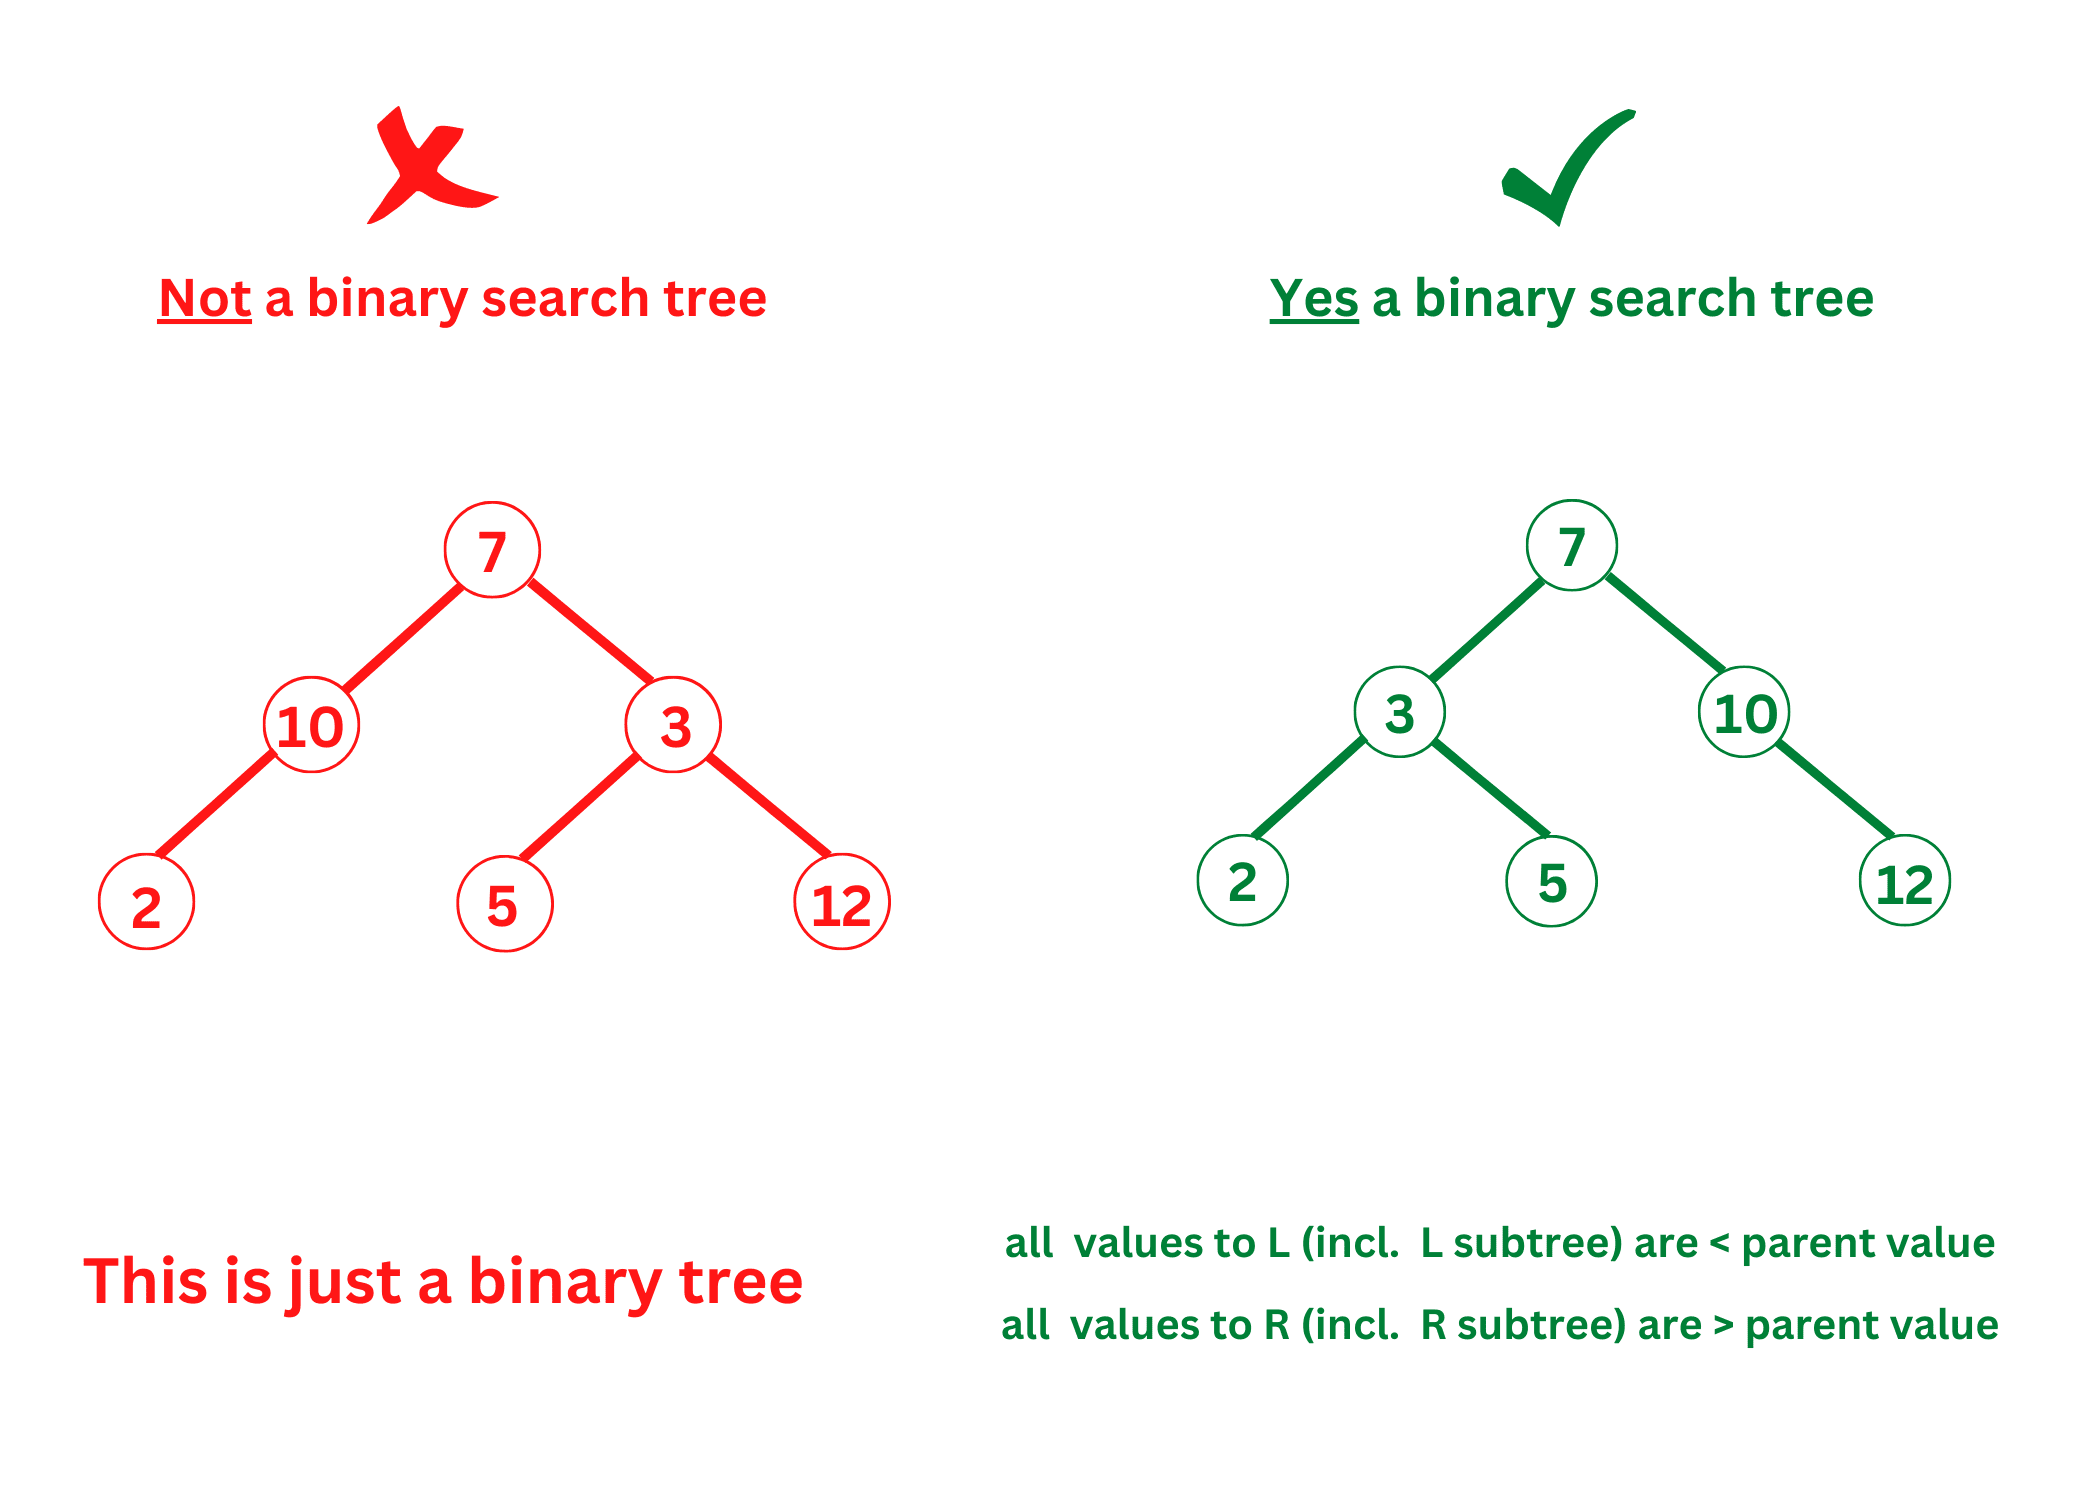 Not a binary search tree
7
10 3
2 5 12
This is just a binary tree
Yes a binary search tree
7
3 10
2 5 12
all values to L (incl. L subtree) are < parent value
all values to R (incl. R subtree) are > parent value